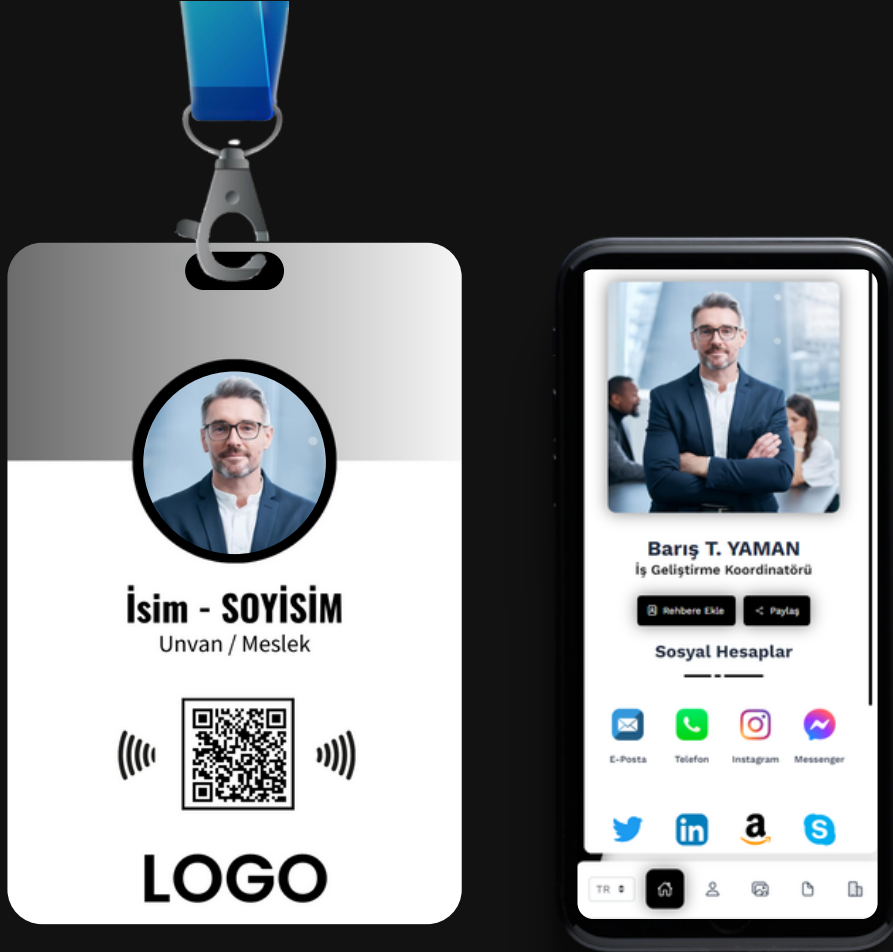 İsim - SOYİSİM
Unvan / Meslek
LOGO
Barış T. YAMAN
İş Geliştirme Koordinatörü
Rehbere Ekle
Paylaş
Sosyal Hesaplar
E-Posta
Telefon
Instagram
Messenger
in
a
S
TR